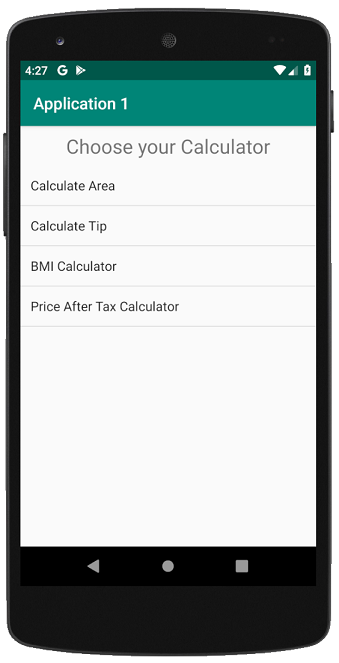 4:27 G
Application 1
Choose your Calculator
Calculate Area
Calculate Tip
BMI Calculator
Price After Tax Calculator